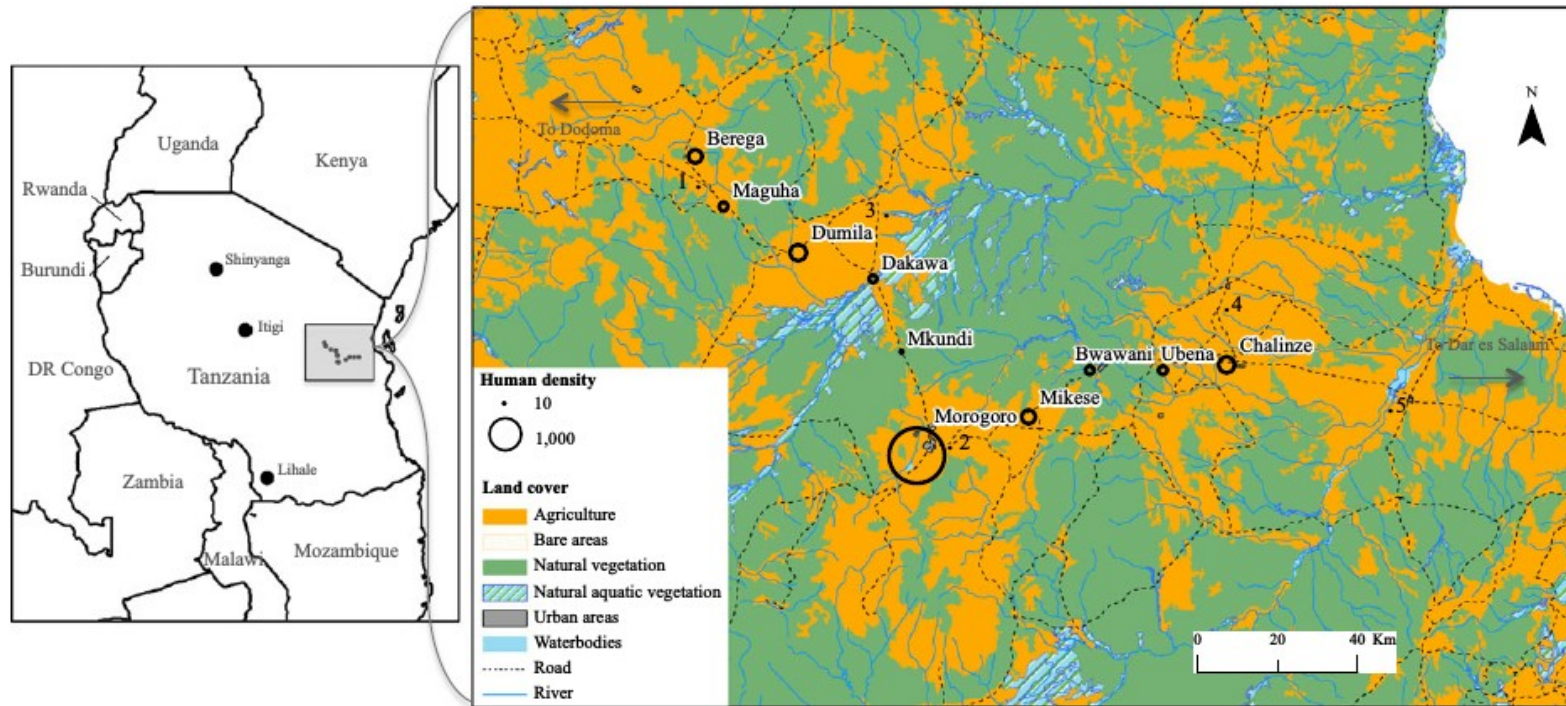 Uganda
Kenya
Rwanda
Burundi
Shinyanga
Itigi
DR Congo
Tanzania
Lihale
Zambia
Malawi
Mozambique
To Dodoma
Berega
1
Maguha
3
Dumila
Dakawa
Mkundi
Bwawani
Ubena
4
Chalinze
To Dar es Salaam
Mikese
Morogoro
2
5
N
Human density
10
1,000
Land cover
Agriculture
Bare areas
Natural vegetation
Natural aquatic vegetation
Urban areas
Waterbodies
Road
River
0 20 40 Km